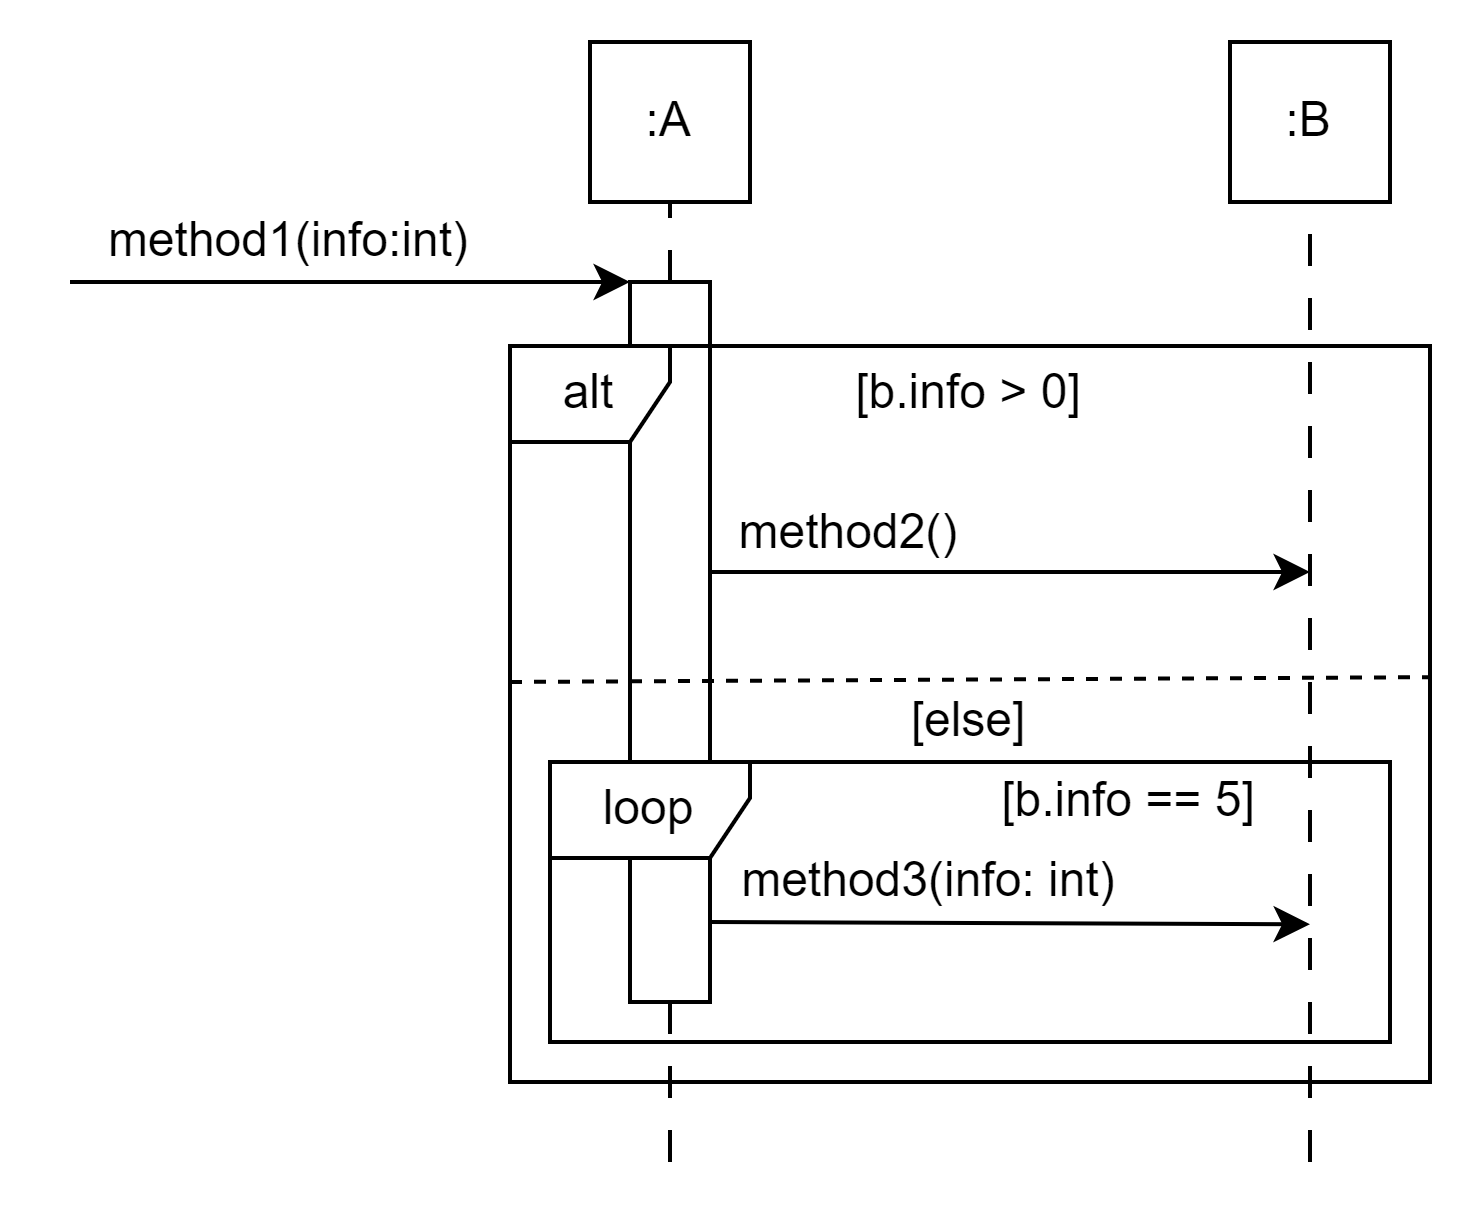 :A
:B
method1(info:int)
alt
[b.info > 0]
method2()
[else]
loop
[b.info == 5]
method3(info: int)